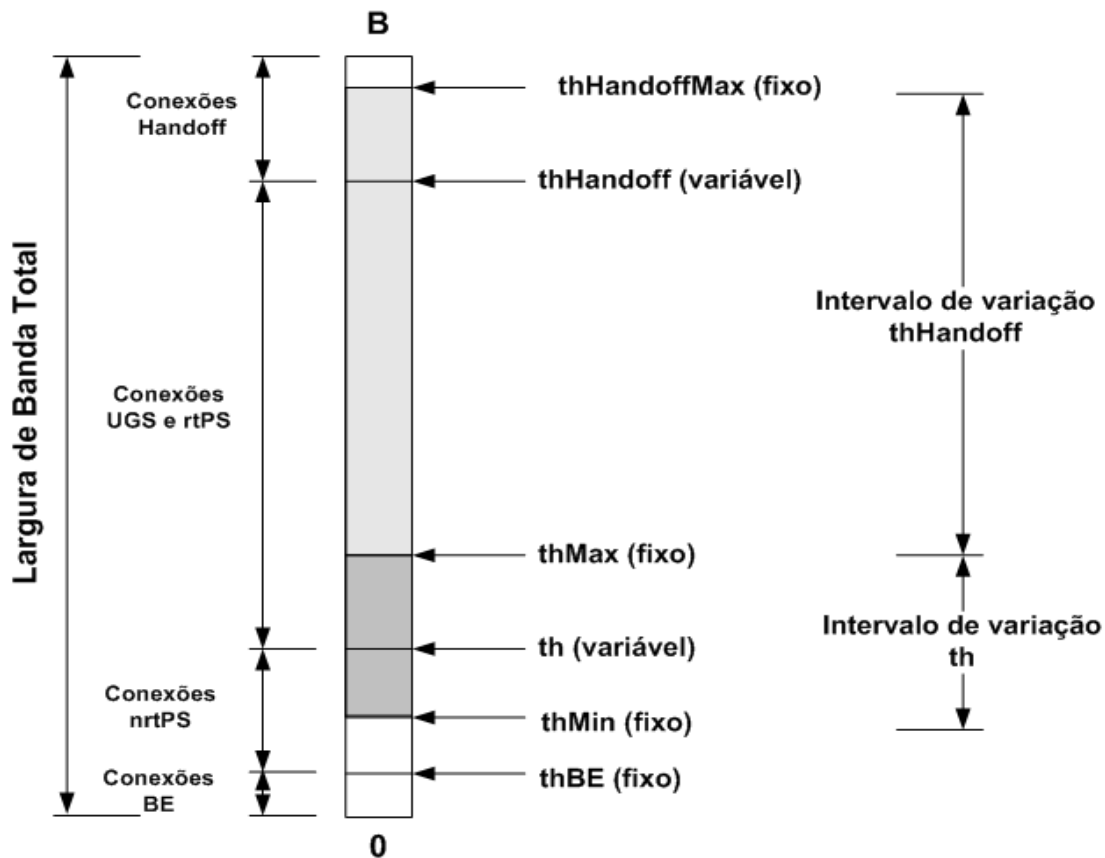 B
Largura de Banda Total
Conexões
Handoff
thHandoffMax (fixo)
thHandoff (variável)
Intervalo de variação
thHandoff
Conexões
UGS e rtPS
thMax (fixo)
th (variável)
Intervalo de variação
th
Conexões
nrtPS
thMin (fixo)
Conexões
BE
thBE (fixo)
0